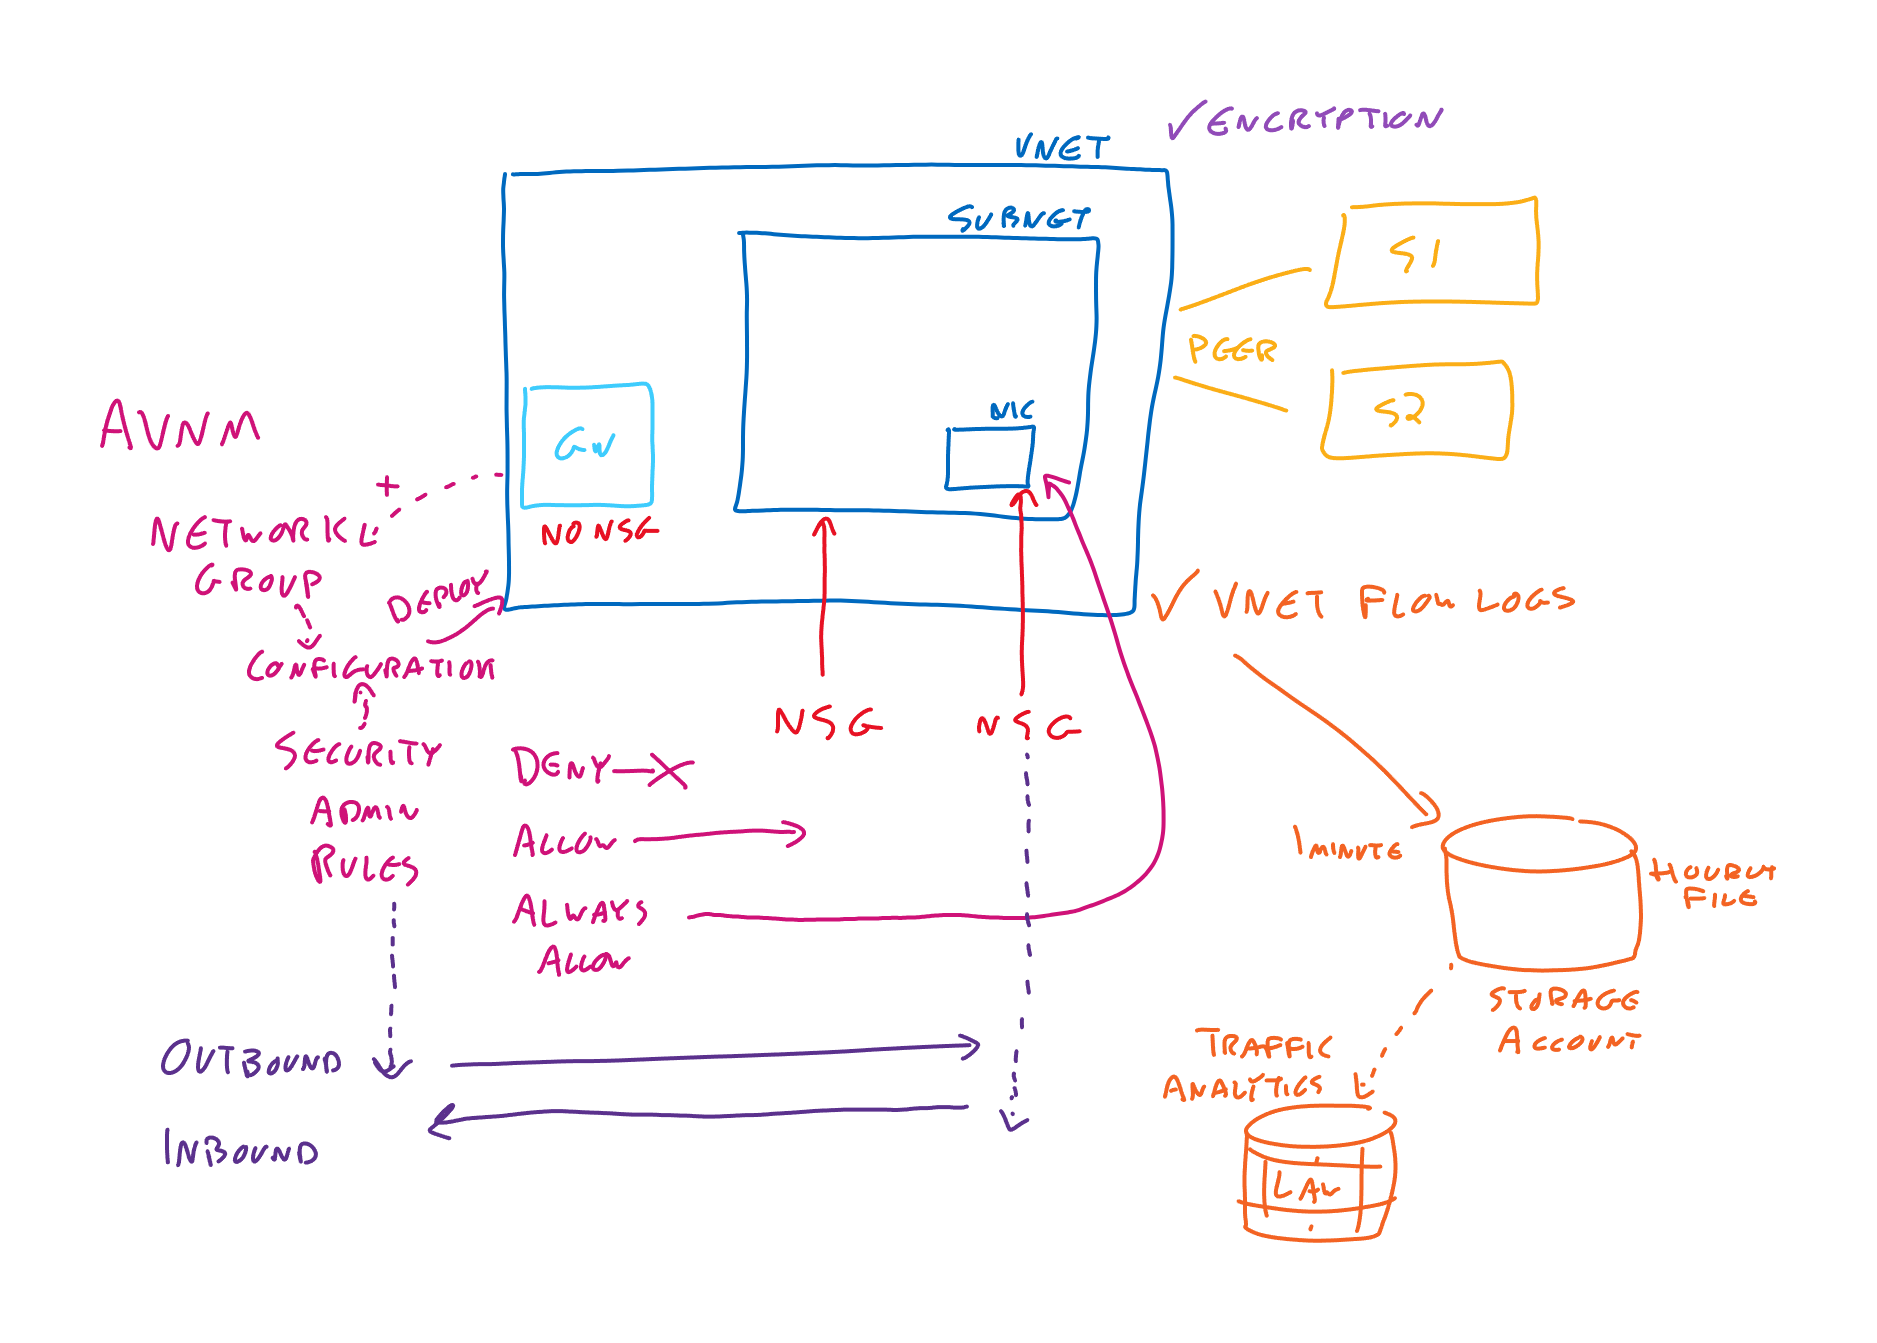 ✓ ENCRYPTION
VNET
SUBNET
S1
PEER
S2
NIC
GW
NO NSG
AVNM
+
NETWORK
GROUP
DEPLOY
CONFIGURATION
SECURITY
ADMIN
RULES
NSG
NSG
DENY
ALLOW
ALWAYS
ALLOW
OUTBOUND
INBOUND
✓ VNET FLOW LOGS
1 MINUTE
HOURLY
FILE
STORAGE
ACCOUNT
TRAFFIC
ANALITICS
LAW